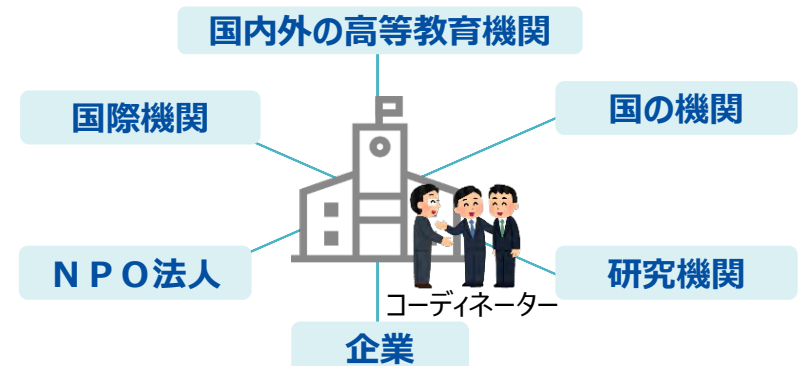 国内外の高等教育機関
国際機関
国の機関
ＮＰＯ法人
研究機関
コーディネーター
企業